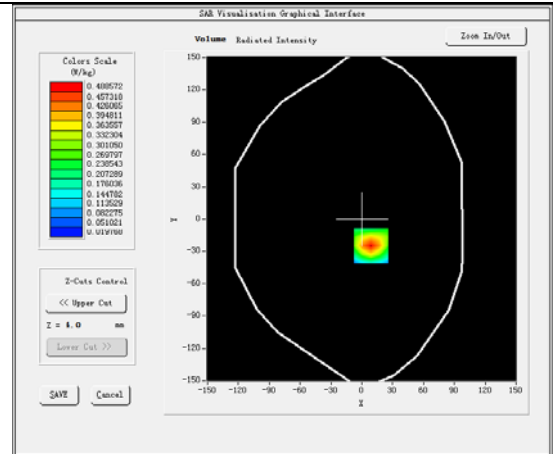 SAR Visualisation Graphical Interface
Volume Radiated Intensity
Zoom In/Out
Colors Scale
(W/kg)
0.488572
0.457318
0.426065
0.394811
0.363557
0.332304
0.301050
0.269797
0.238543
0.207289
0.176036
0.144782
0.113529
0.082275
0.051021
0.019768
150
120
90
60
30
0
-30
-60
-90
-120
-150
Y
-150 -120 -90 -60 -30 0 30 60 90 120 150
X
Z-Cuts Control
<< Upper Cut
Z = 4.0 mm
Lower Cut >>
SAVE Cancel